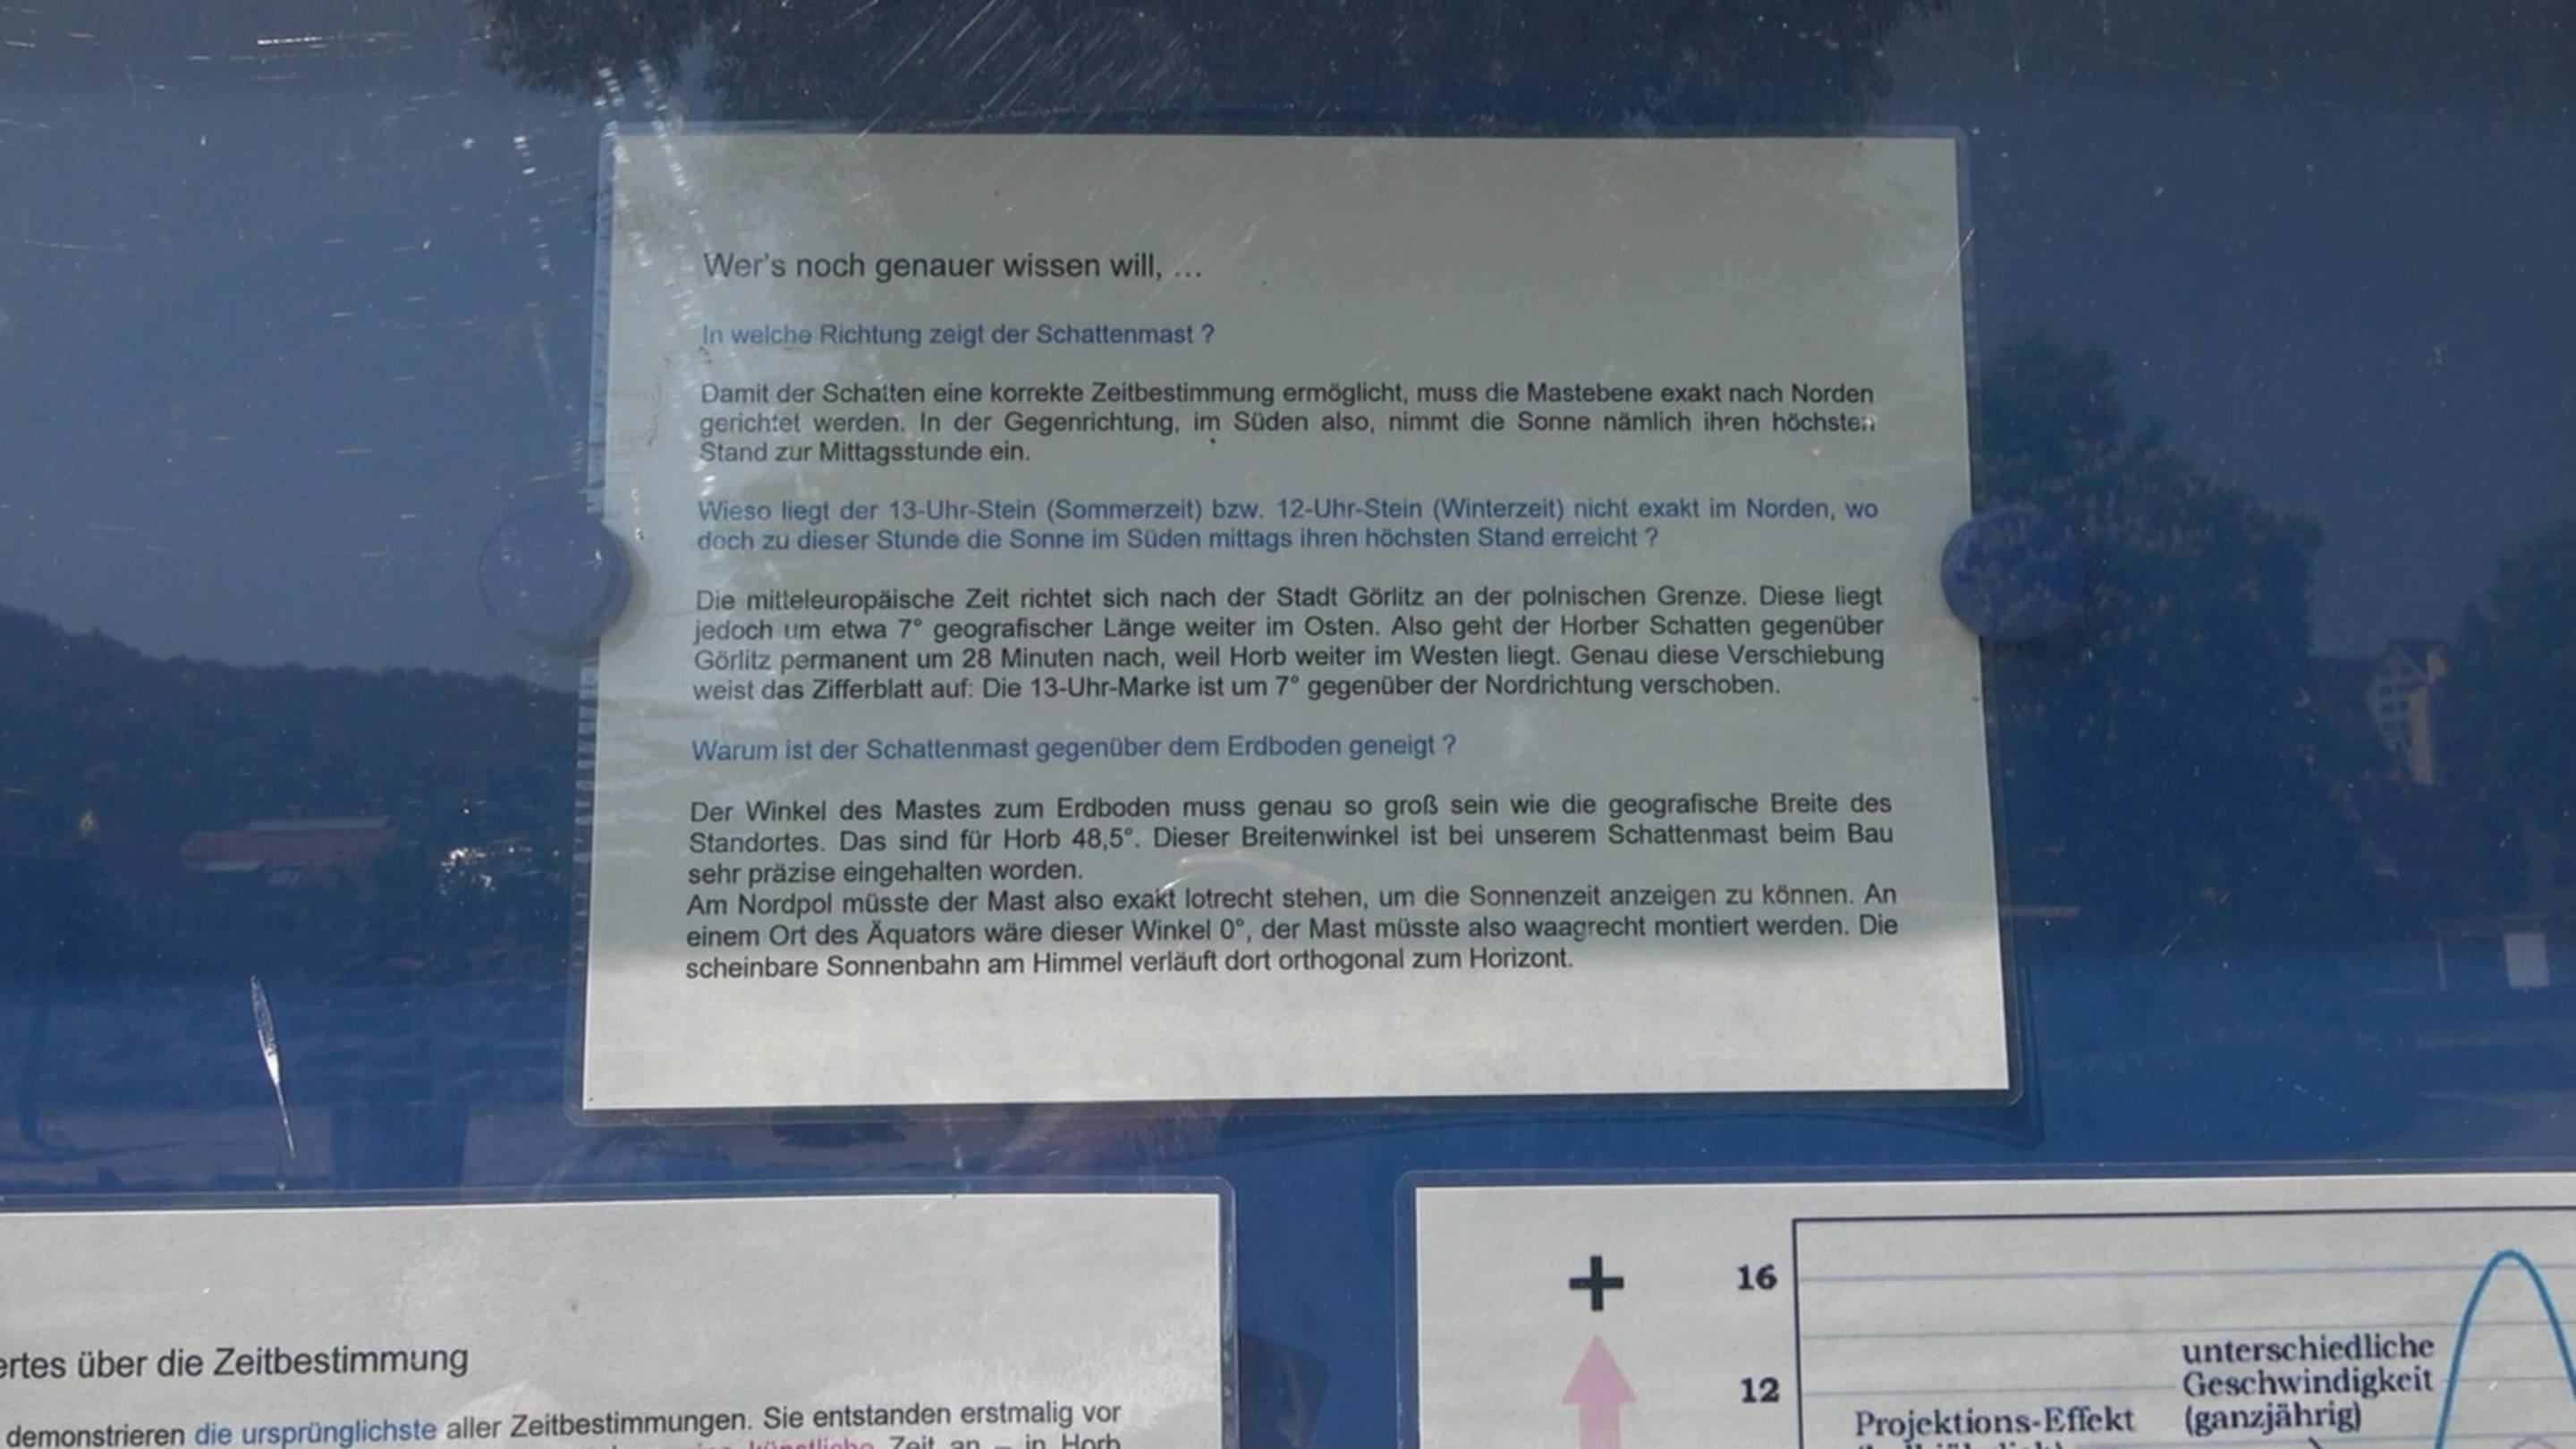 Wer's noch genauer wissen will, ...
In welche Richtung zeigt der Schattenmast ?
Damit der Schatten eine korrekte Zeitbestimmung ermöglicht, muss die Mastebene exakt nach Norden
gerichtet werden. In der Gegenrichtung, im Süden also, nimmt die Sonne nämlich ihren höchsten
Stand zur Mittagsstunde ein.
Wieso liegt der 13-Uhr-Stein (Sommerzeit) bzw. 12-Uhr-Stein (Winterzeit) nicht exakt im Norden, wo
doch zu dieser Stunde die Sonne im Süden mittags ihren höchsten Stand erreicht ?
Die mitteleuropäische Zeit richtet sich nach der Stadt Görlitz an der polnischen Grenze. Diese liegt
jedoch um etwa 7° geografischer Länge weiter im Osten. Also geht der Horber Schatten gegenüber
Görlitz permanent um 28 Minuten nach, weil Horb weiter im Westen liegt. Genau diese Verschiebung
weist das Zifferblatt auf: Die 13-Uhr-Marke ist um 7° gegenüber der Nordrichtung verschoben.
Warum ist der Schattenmast gegenüber dem Erdboden geneigt ?
Der Winkel des Mastes zum Erdboden muss genau so groß sein wie die geografische Breite des
Standortes. Das sind für Horb 48,5°. Dieser Breitenwinkel ist bei unserem Schattenmast beim Bau
sehr präzise eingehalten worden.
Am Nordpol müsste der Mast also exakt lotrecht stehen, um die Sonnenzeit anzeigen zu können. An
einem Ort des Äquators wäre dieser Winkel 0°, der Mast müsste also waagrecht montiert werden. Die
scheinbare Sonnenbahn am Himmel verläuft dort orthogonal zum Horizont.
ertes über die Zeitbestimmung
demonstrieren die ursprünglichste aller Zeitbestimmungen. Sie entstanden erstmalig vor
künstliche Zeit an – in Horb
+
16
12
unterschiedliche
Geschwindigkeit
(ganzjährig)
Projektions-Effekt